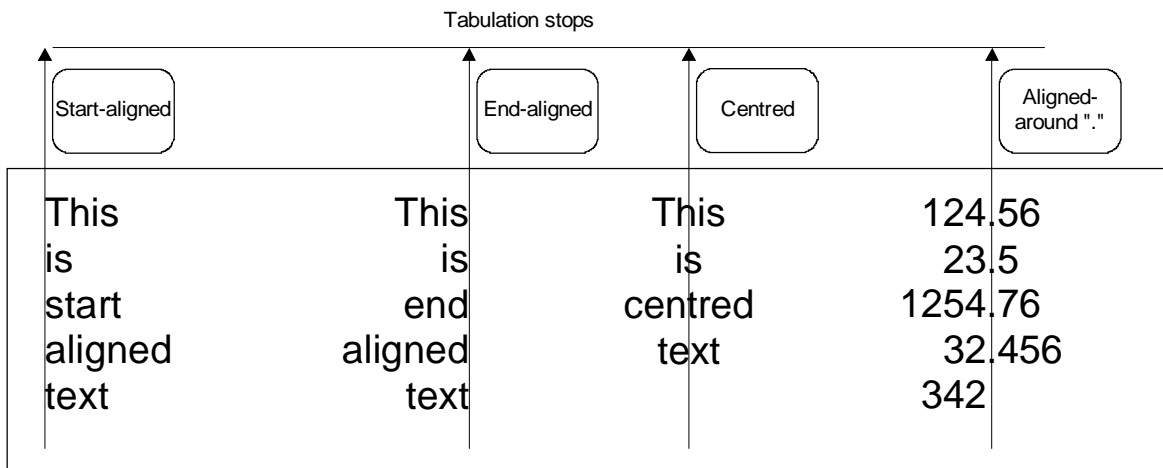 Tabulation stops
Start-aligned
End-aligned
Centred
Aligned-
around "."
This This This 124.56
is is is 23.5
start end centred 1254.76
aligned aligned text 32.456
text text 342